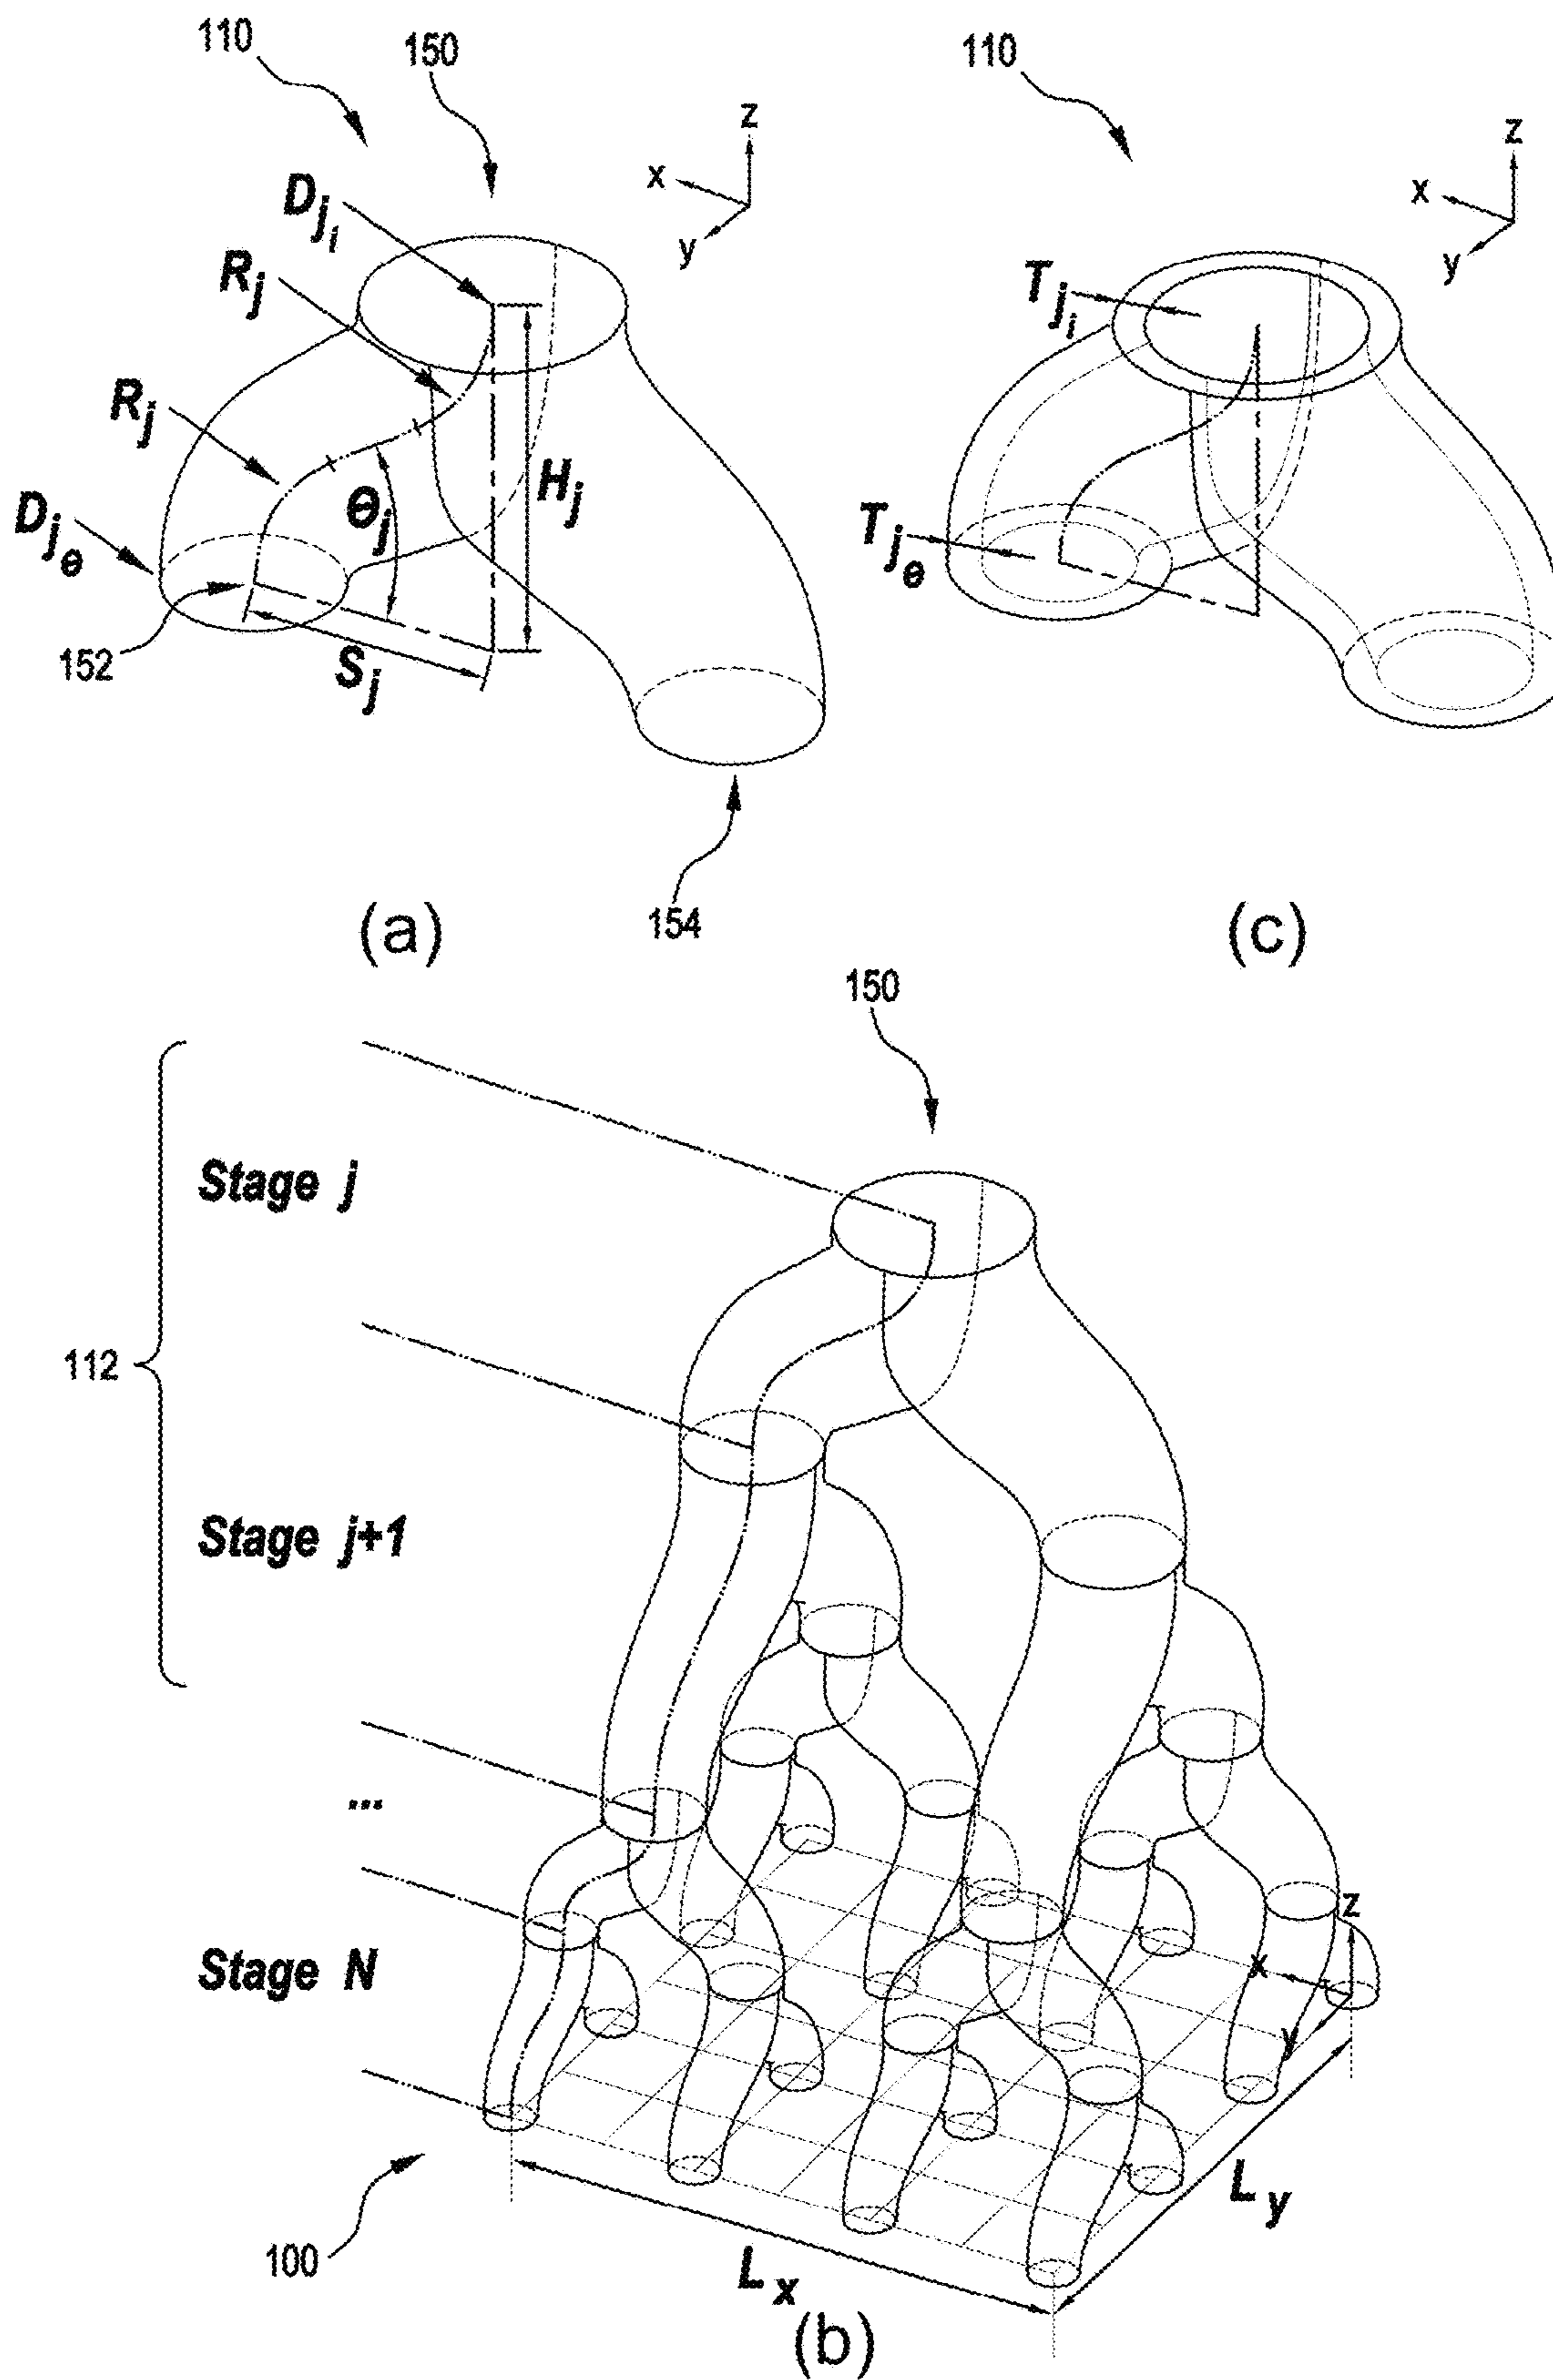 110
150
z
x
y
D_{j_i}
R_j
R_j
D_{j_e}
Θ_j
H_j
S_j
152
154
(a)
110
z
x
y
T_{j_i}
T_{j_e}
(c)
150
Stage j
112
Stage j+1
...
Stage N
z
x
y
L_y
L_x
100
(b)